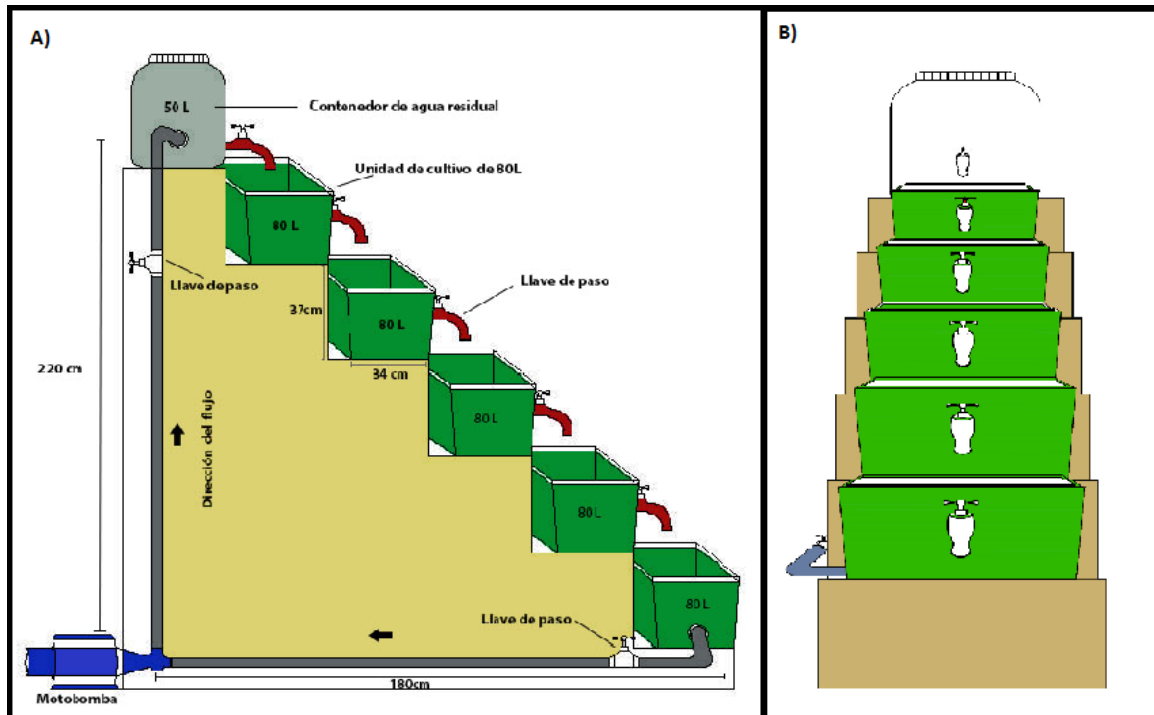 A)
50 L
Contenedor de agua residual
Unidad de cultivo de 80L
80 L
Llave de paso
Llave de paso
37cm
80 L
34 cm
220 cm
80 L
Dirección del flujo
80 L
80 L
Llave de paso
180cm
Motobomba
B)